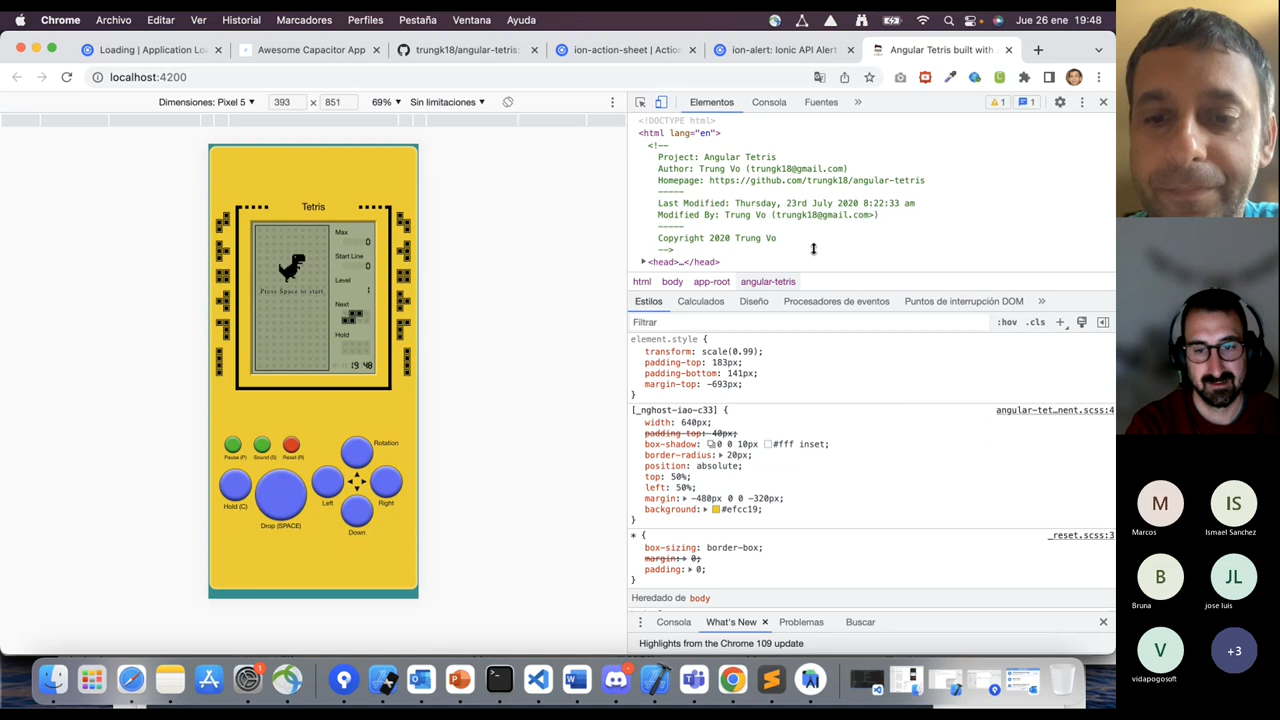 Chrome Archivo Editar Ver Historial Marcadores Perfiles Pestaña Ventana Ayuda Jue 26 ene 19:48
Loading | Application Lo Awesome Capacitor App trungk18/angular-tetris: ion-action-sheet | Ionic ion-alert: Ionic API Alert Angular Tetris built with
localhost:4200
Dimensions: Pixel 5 393 × 851 69% Sin limitaciones
Elementos Consola Fuentes » 1 1
<!DOCTYPE html>
<html lang="en">
<!--
Project: Angular Tetris
Author: Trung Vo (trungk18@gmail.com)
Homepage: https://github.com/trungk18/angular-tetris
-----
Last Modified: Thursday, 23rd July 2020 8:22:33 am
Modified By: Trung Vo (trungk18@gmail.com>)
-----
Copyright 2020 Trung Vo
-->
<head>…</head>
html body app-root angular-tetris
Estilos Calculados Diseño Procesadores de eventos Puntos de interrupción DOM »
Filtrar :hov .cls
element.style {
transform: scale(0.99);
padding-top: 183px;
padding-bottom: 141px;
margin-top: -693px;
}
[_nghost-iao-c33] { angular-tet…nent.scss:4
width: 640px;
padding-top: 40px;
box-shadow: 0 0 10px #fff inset;
border-radius: 20px;
position: absolute;
top: 50%;
left: 50%;
margin: -480px 0 0 -320px;
background: #efcc19;
}
* { _reset.scss:3
box-sizing: border-box;
margin: 0;
padding: 0;
}
Heredado de body
Consola What's New Problemas Buscar
Highlights from the Chrome 109 update
Tetris
Max
0
Start Line
0
Level
1
Next
Hold
19 48
Press Space to start
Pause (P) Sound (S) Reset (R)
Rotation
Hold (C)
Drop (SPACE)
Left
Right
Down
M IS
Marcos Ismael Sanchez
B JL
Bruna jose luis
V +3
vidapogosoft
1